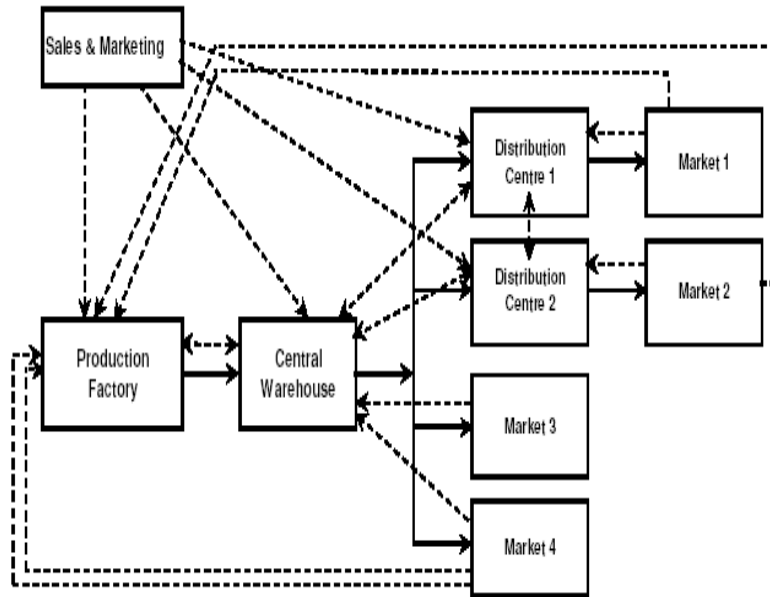 Sales & Marketing
Distribution
Centre 1
Market 1
Distribution
Centre 2
Market 2
Production
Factory
Central
Warehouse
Market 3
Market 4